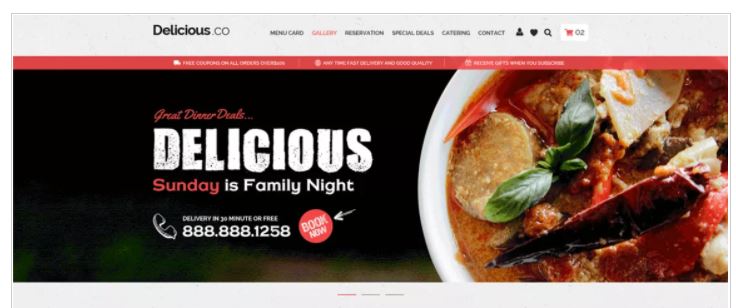 Delicious.co
MENU CARD GALLERY RESERVATION SPECIAL DEALS CATERING CONTACT 02
FREE COUPONS ON ALL ORDERS OVER $100 ANY TIME FAST DELIVERY AND GOOD QUALITY RECEIVE GIFTS WHEN YOU SUBSCRIBE
Great Dinner Deals...
DELICIOUS
Sunday is Family Night
DELIVERY IN 30 MINUTE OR FREE
888.888.1258
BOOK
NOW